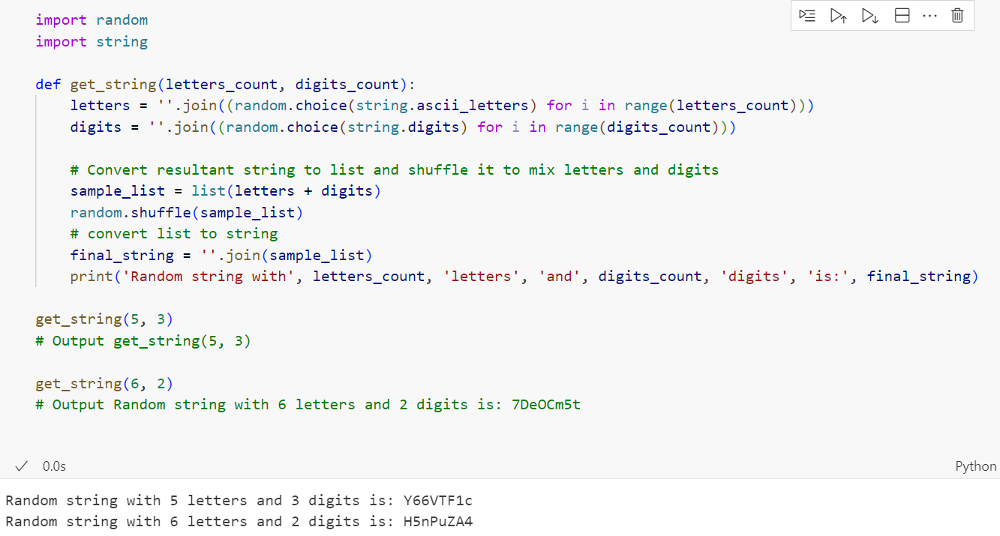 import random
import string
def get_string(letters_count, digits_count):
    letters = ''.join((random.choice(string.ascii_letters) for i in range(letters_count)))
    digits = ''.join((random.choice(string.digits) for i in range(digits_count)))
    # Convert resultant string to list and shuffle it to mix letters and digits
    sample_list = list(letters + digits)
    random.shuffle(sample_list)
    # convert list to string
    final_string = ''.join(sample_list)
    print('Random string with', letters_count, 'letters', 'and', digits_count, 'digits', 'is:', final_string)
get_string(5, 3)
# Output get_string(5, 3)
get_string(6, 2)
# Output Random string with 6 letters and 2 digits is: 7DeOCm5t
0.0s
Python
Random string with 5 letters and 3 digits is: Y66VTF1c
Random string with 6 letters and 2 digits is: H5nPuZA4